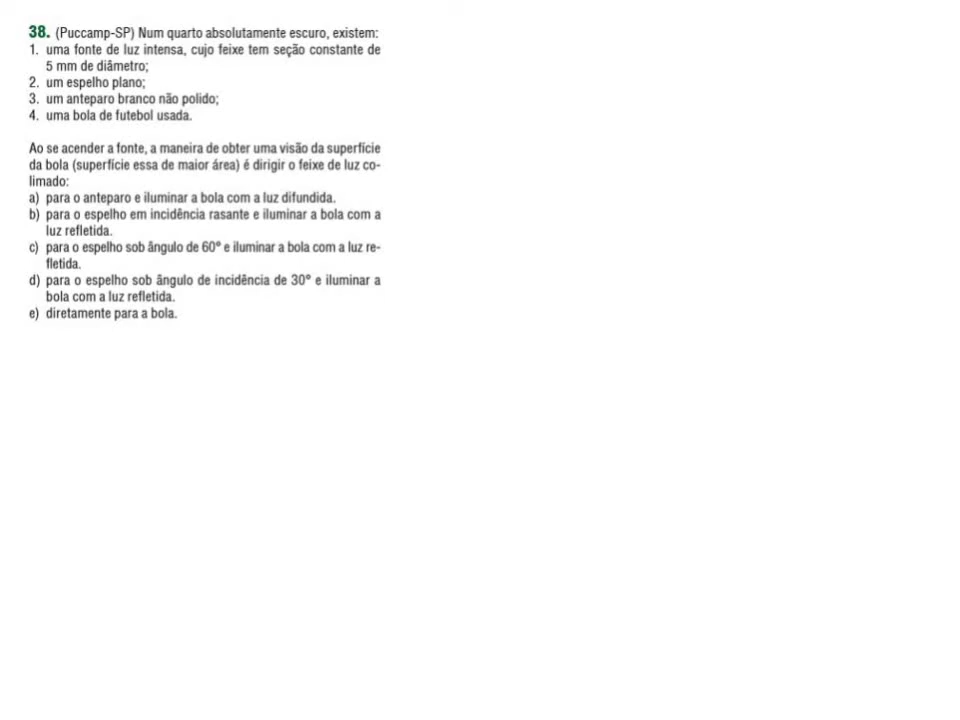 38. (Puccamp-SP) Num quarto absolutamente escuro, existem:
1. uma fonte de luz intensa, cujo feixe tem seção constante de
5 mm de diâmetro;
2. um espelho plano;
3. um anteparo branco não polido;
4. uma bola de futebol usada.
Ao se acender a fonte, a maneira de obter uma visão da superfície
da bola (superfície essa de maior área) é dirigir o feixe de luz co-
limado:
a) para o anteparo e iluminar a bola com a luz difundida.
b) para o espelho em incidência rasante e iluminar a bola com a
luz refletida.
c) para o espelho sob ângulo de 60° e iluminar a bola com a luz re-
fletida.
d) para o espelho sob ângulo de incidência de 30° e iluminar a
bola com a luz refletida.
e) diretamente para a bola.